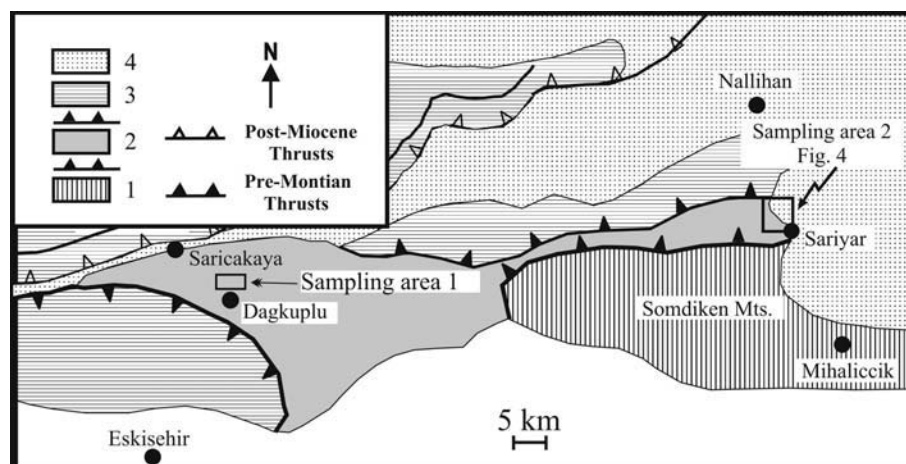 4
3
2
1
N
Post-Miocene
Thrusts
Pre-Montian
Thrusts
Nallihan
Sampling area 2
Fig. 4
Sariyar
Saricakaya
Sampling area 1
Dagkuplu
Somdiken Mts.
Mihaliccik
5 km
Eskisehir